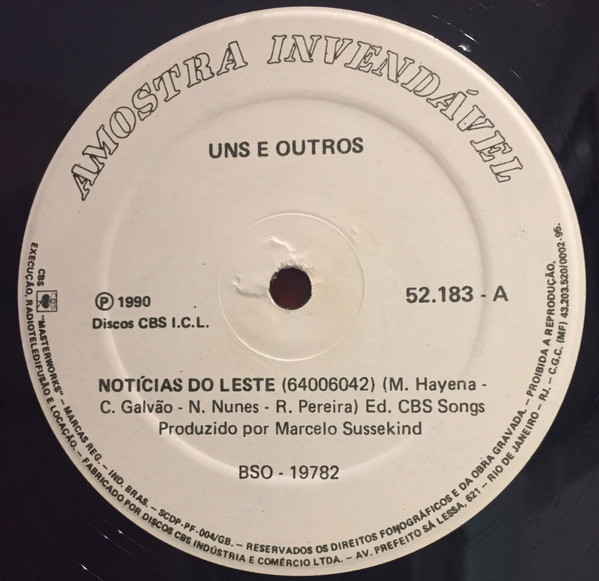 AMOSTRA INVENDÁVEL
UNS E OUTROS
℗ 1990
Discos CBS I.C.L.
52.183 - A
NOTÍCIAS DO LESTE (64006042) (M. Hayena -
C. Galvão - N. Nunes - R. Pereira) Ed. CBS Songs
Produzido por Marcelo Sussekind
BSO - 19782
CBS CBS "MASTERWORKS" - MARCAS REG. - IND. BRAS. - SCDP-PF-004/GB. - RESERVADOS OS DIREITOS FONOGRÁFICOS E DA OBRA GRAVADA. - PROIBIDA A REPRODUÇÃO,
EXECUÇÃO, RADIOTELEDIFUSÃO E LOCAÇÃO. - FABRICADO POR DISCOS CBS INDÚSTRIA E COMÉRCIO LTDA. - AV. PREFEITO SÁ LESSA, 621 - RIO DE JANEIRO - RJ. - C.G.C. (MF) 43.203.520/0002-95-